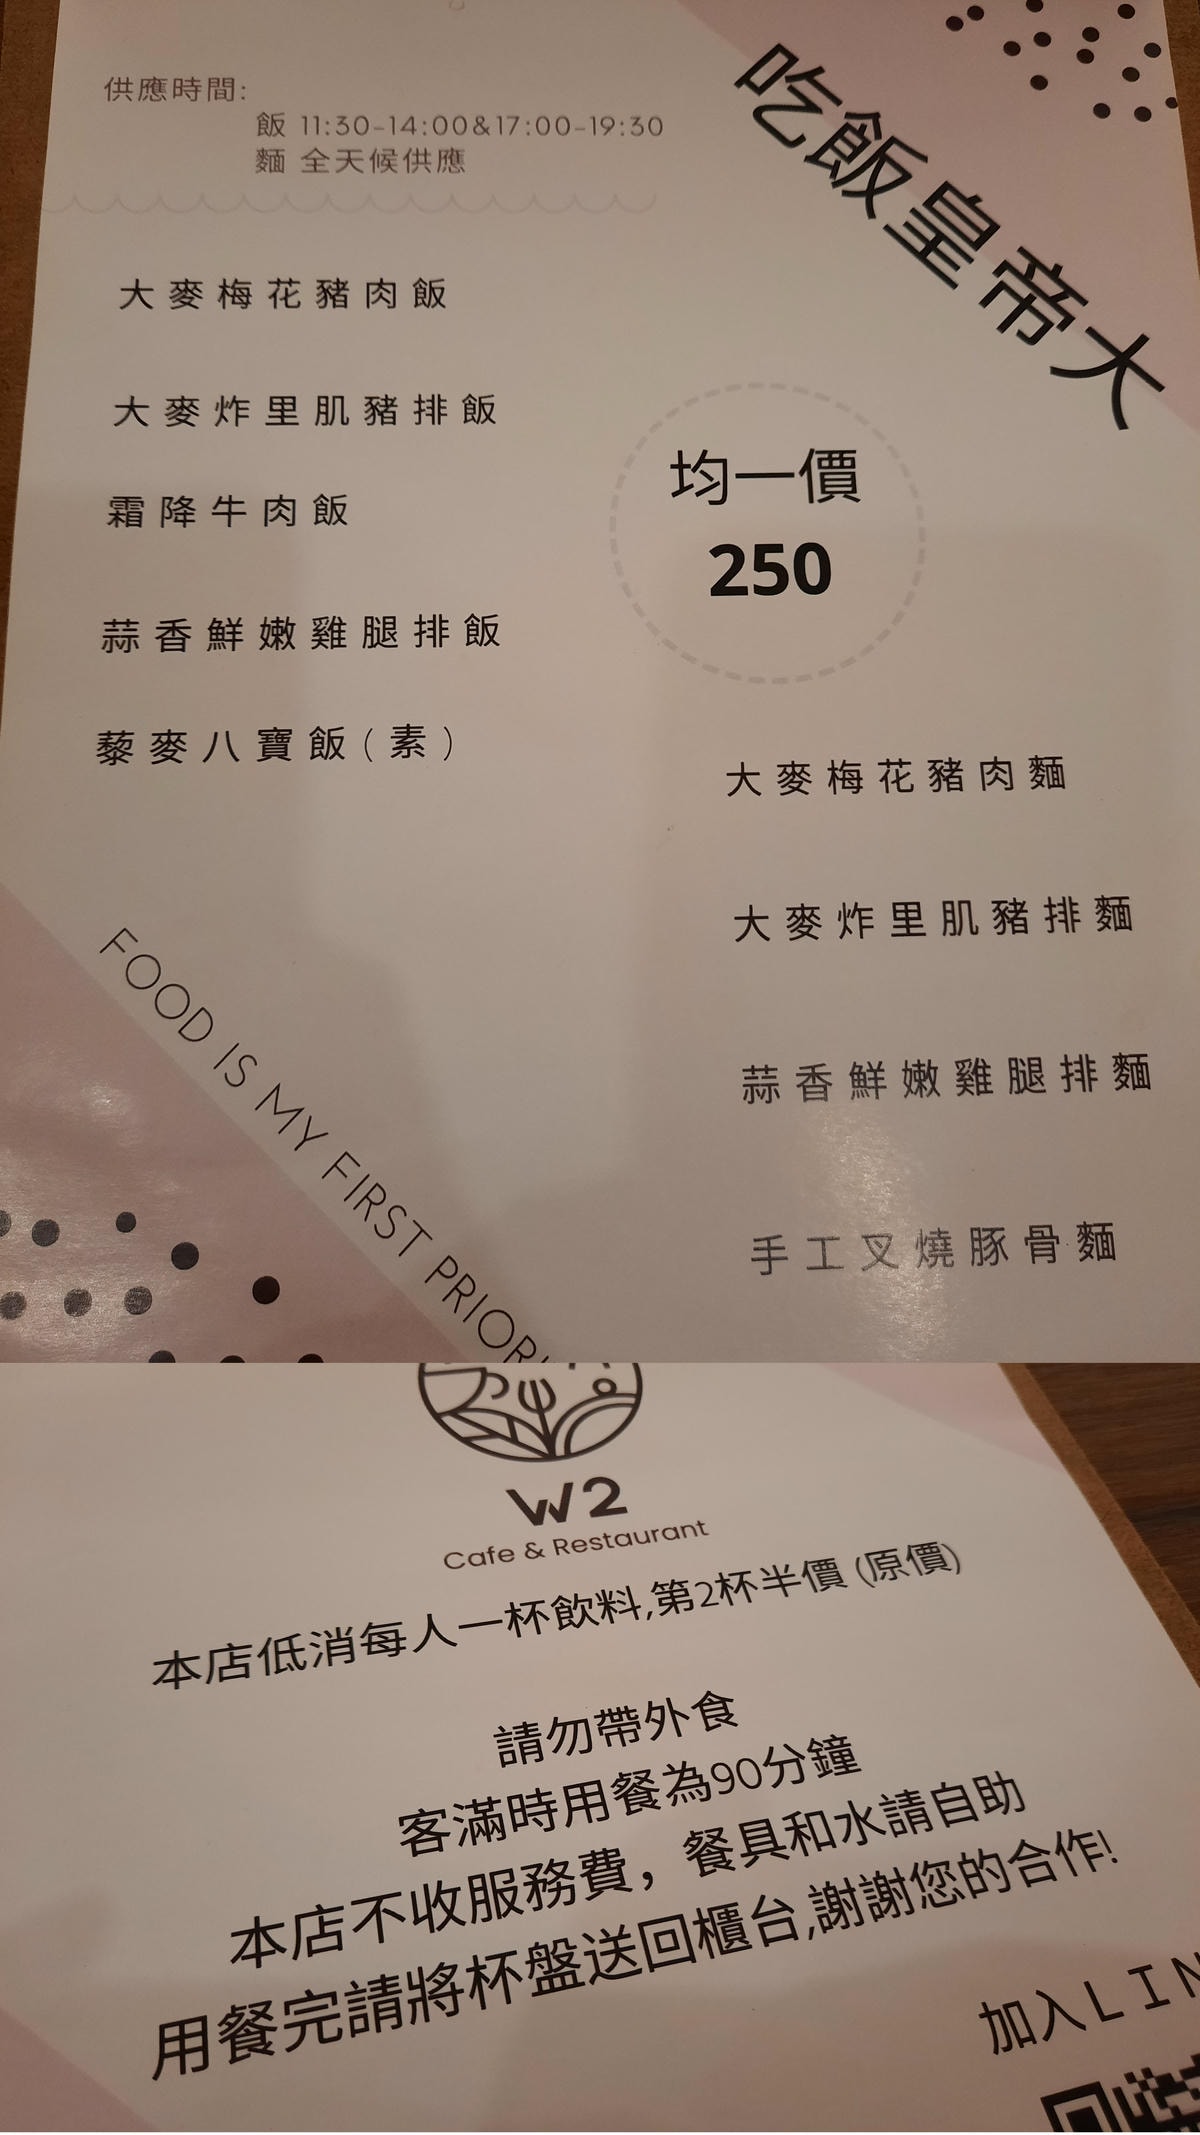 供應時間:
飯 11:30-14:00&17:00-19:30
麵 全天候供應
吃飯皇帝大
大麥梅花豬肉飯
大麥炸里肌豬排飯
霜降牛肉飯
蒜香鮮嫩雞腿排飯
藜麥八寶飯(素)
均一價
250
大麥梅花豬肉麵
大麥炸里肌豬排麵
蒜香鮮嫩雞腿排麵
手工叉燒豚骨麵
FOOD IS MY FIRST PRIORI
W2
Cafe & Restaurant
本店低消每人一杯飲料,第2杯半價 (原價)
請勿帶外食
客滿時用餐為90分鐘
本店不收服務費，餐具和水請自助
用餐完請將杯盤送回櫃台,謝謝您的合作!
加入LIN